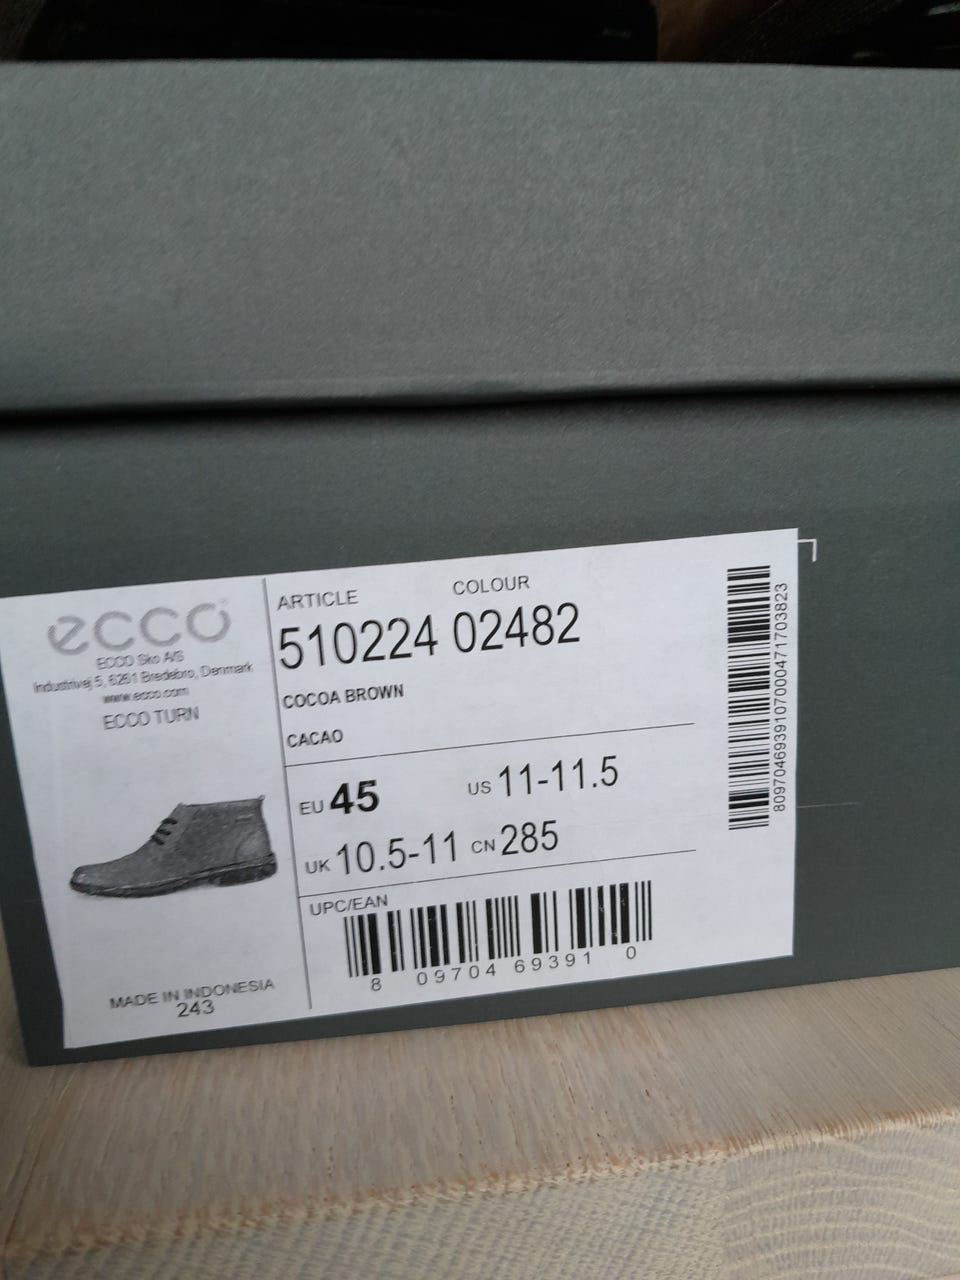 ecco
ECCO Sko A/S
Industrivej 5, 6261 Bredebro, Denmark
www.ecco.com
ECCO TURN
MADE IN INDONESIA
243
ARTICLE COLOUR
510224 02482
COCOA BROWN
CACAO
EU 45 US 11-11.5
UK 10.5-11 CN 285
UPC/EAN
8 09704 69391 0
8097046939107000471703823